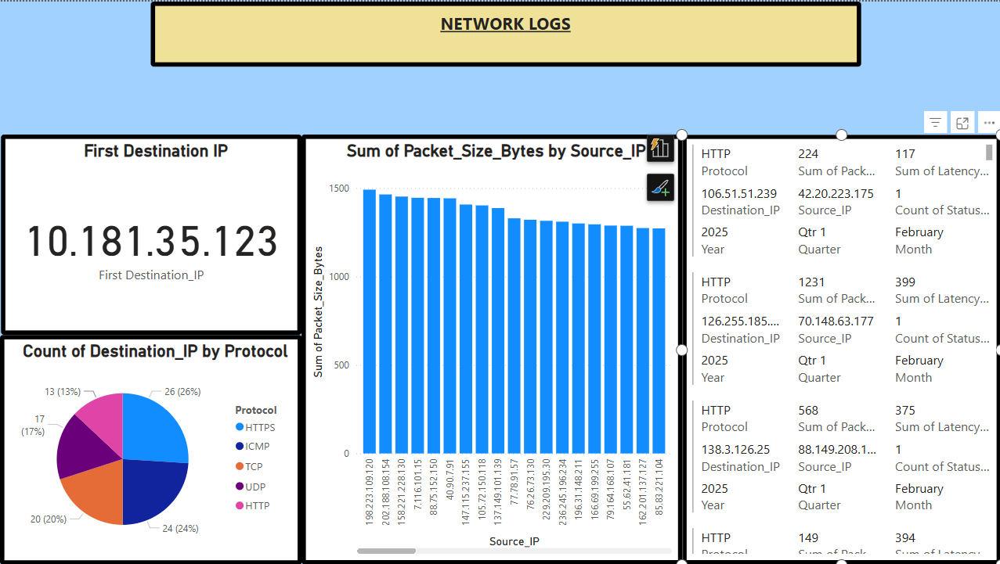 NETWORK LOGS
First Destination IP
10.181.35.123
First Destination_IP
Count of Destination_IP by Protocol
13 (13%)
26 (26%)
17
(17%)
20 (20%)
24 (24%)
Protocol
HTTPS
ICMP
TCP
UDP
HTTP
Sum of Packet_Size_Bytes by Source_IP
Sum of Packet_Size_Bytes
1500
1000
500
0
198.223.109.120
202.188.108.154
158.221.228.130
7.116.101.15
88.75.152.150
40.90.7.91
147.115.237.155
105.72.150.118
137.149.101.139
77.78.91.57
76.26.73.130
229.209.195.30
236.245.196.234
196.31.148.211
166.69.199.255
79.164.168.107
55.62.41.181
162.201.137.127
85.83.221.104
Source_IP
HTTP 224 117
Protocol Sum of Pack... Sum of Latency...
106.51.51.239 42.20.223.175 1
Destination_IP Source_IP Count of Status...
2025 Qtr 1 February
Year Quarter Month
HTTP 1231 399
Protocol Sum of Pack... Sum of Latency...
126.255.185.... 70.148.63.177 1
Destination_IP Source_IP Count of Status...
2025 Qtr 1 February
Year Quarter Month
HTTP 568 375
Protocol Sum of Pack... Sum of Latency...
138.3.126.25 88.149.208.1... 1
Destination_IP Source_IP Count of Status...
2025 Qtr 1 February
Year Quarter Month
HTTP 149 394
Protocol Sum of Pack... Sum of Latency...